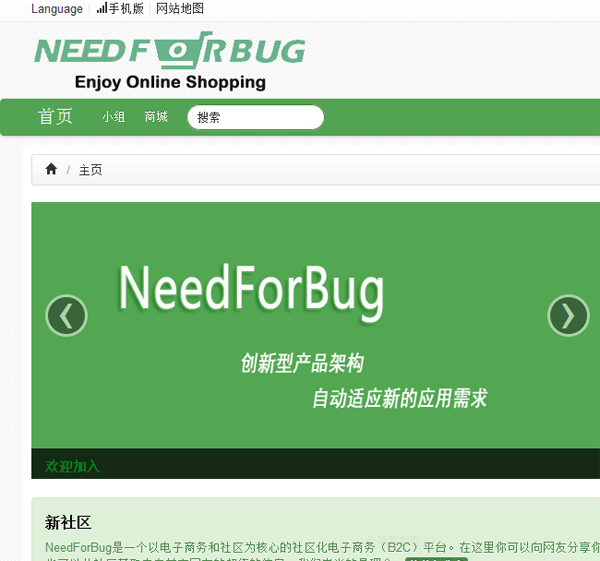 Language 手机版 网站地图
NEEDFORBUG
Enjoy Online Shopping
首页 小组 商城 搜索
/ 主页
NeedForBug
创新型产品架构
自动适应新的应用需求
欢迎加入
新社区
NeedForBug是一个以电子商务和社区为核心的社区化电子商务（B2C）平台。在这里你可以向网友分享你